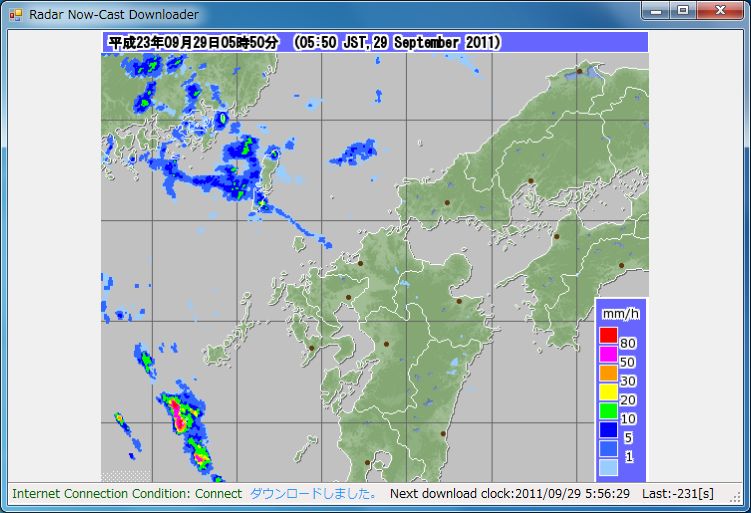 Radar Now-Cast Downloader
平成23年09月29日05時50分 (05:50 JST,29 September 2011)
mm/h
80
50
30
20
10
5
1
Internet Connection Condition: Connect ダウンロードしました。 Next download clock:2011/09/29 5:56:29 Last:-231[s]